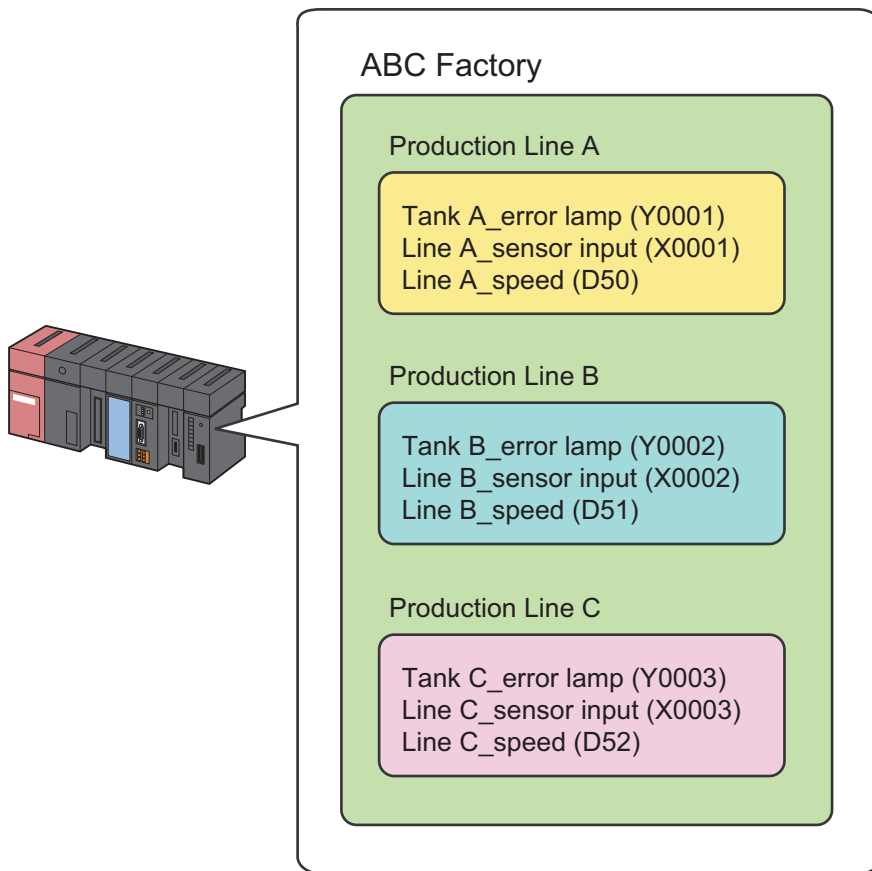 ABC Factory
Production Line A
Tank A_error lamp (Y0001)
Line A_sensor input (X0001)
Line A_speed (D50)
Production Line B
Tank B_error lamp (Y0002)
Line B_sensor input (X0002)
Line B_speed (D51)
Production Line C
Tank C_error lamp (Y0003)
Line C_sensor input (X0003)
Line C_speed (D52)